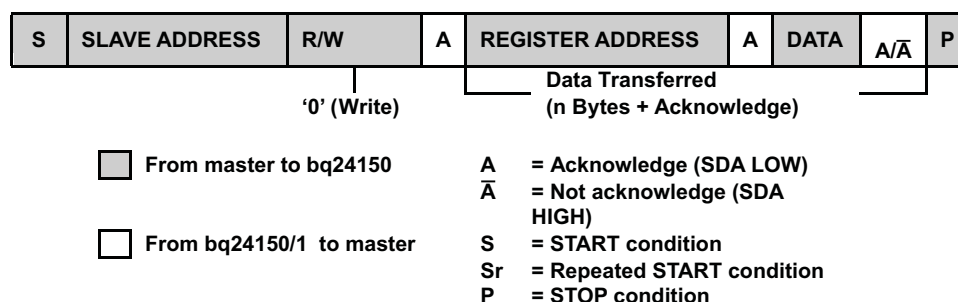 S SLAVE ADDRESS R/W A REGISTER ADDRESS A DATA A/A̅ P
Data Transferred
‘0’ (Write) (n Bytes + Acknowledge)
From master to bq24150 A = Acknowledge (SDA LOW)
A̅ = Not acknowledge (SDA
HIGH)
From bq24150/1 to master S = START condition
Sr = Repeated START condition
P = STOP condition